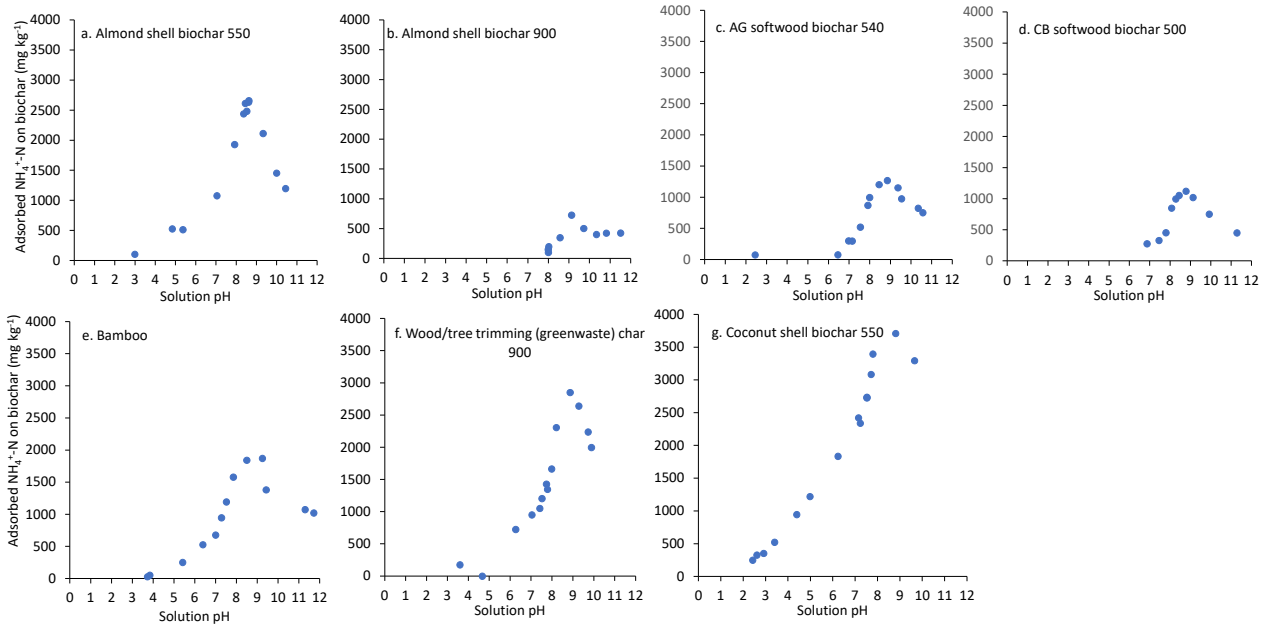 a. Almond shell biochar 550
Adsorbed NH4+-N on biochar (mg kg-1)
4000
3500
3000
2500
2000
1500
1000
500
0
0 1 2 3 4 5 6 7 8 9 10 11 12
Solution pH
b. Almond shell biochar 900
4000
3500
3000
2500
2000
1500
1000
500
0
0 1 2 3 4 5 6 7 8 9 10 11 12
Solution pH
c. AG softwood biochar 540
4000
3500
3000
2500
2000
1500
1000
500
0
0 1 2 3 4 5 6 7 8 9 10 11 12
Solution pH
d. CB softwood biochar 500
4000
3500
3000
2500
2000
1500
1000
500
0
0 1 2 3 4 5 6 7 8 9 10 11 12
Solution pH
e. Bamboo
Adsorbed NH4+-N on biochar (mg kg-1)
4000
3500
3000
2500
2000
1500
1000
500
0
0 1 2 3 4 5 6 7 8 9 10 11 12
Solution pH
f. Wood/tree trimming (greenwaste) char
900
4000
3500
3000
2500
2000
1500
1000
500
0
0 1 2 3 4 5 6 7 8 9 10 11 12
Solution pH
g. Coconut shell biochar 550
4000
3500
3000
2500
2000
1500
1000
500
0
0 1 2 3 4 5 6 7 8 9 10 11 12
Solution pH